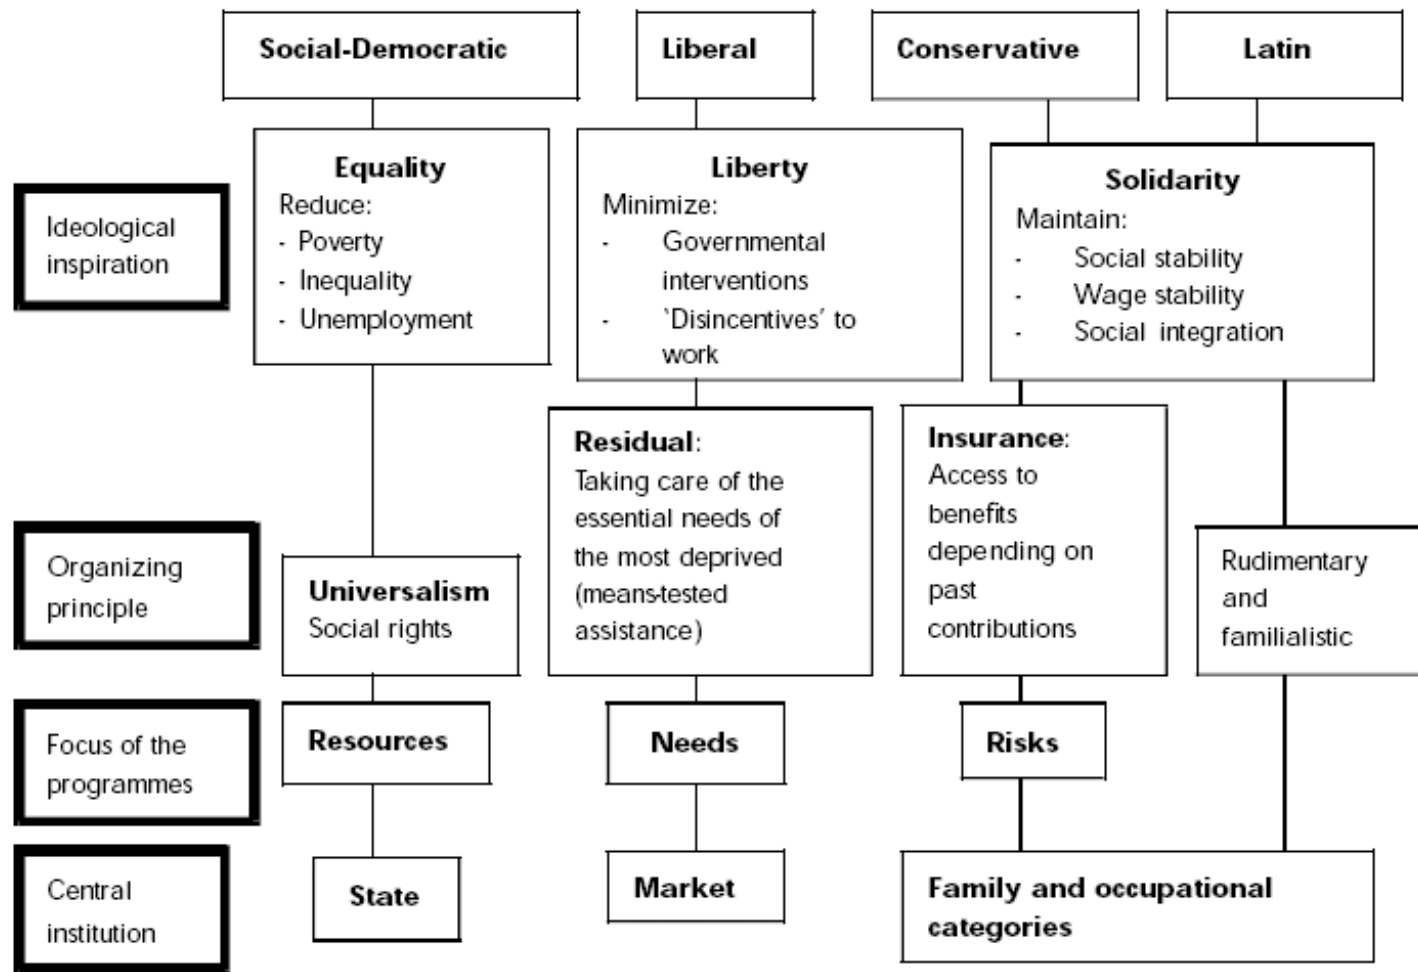 Social-Democratic
Liberal
Conservative
Latin
Ideological
inspiration
Equality
Reduce:
- Poverty
- Inequality
- Unemployment
Liberty
Minimize:
- Governmental
interventions
- ‘Disincentives’ to
work
Solidarity
Maintain:
- Social stability
- Wage stability
- Social integration
Organizing
principle
Universalism
Social rights
Residual:
Taking care of the
essential needs of
the most deprived
(means-tested
assistance)
Insurance:
Access to
benefits
depending on
past
contributions
Rudimentary
and
familialistic
Focus of the
programmes
Resources
Needs
Risks
Central
institution
State
Market
Family and occupational
categories